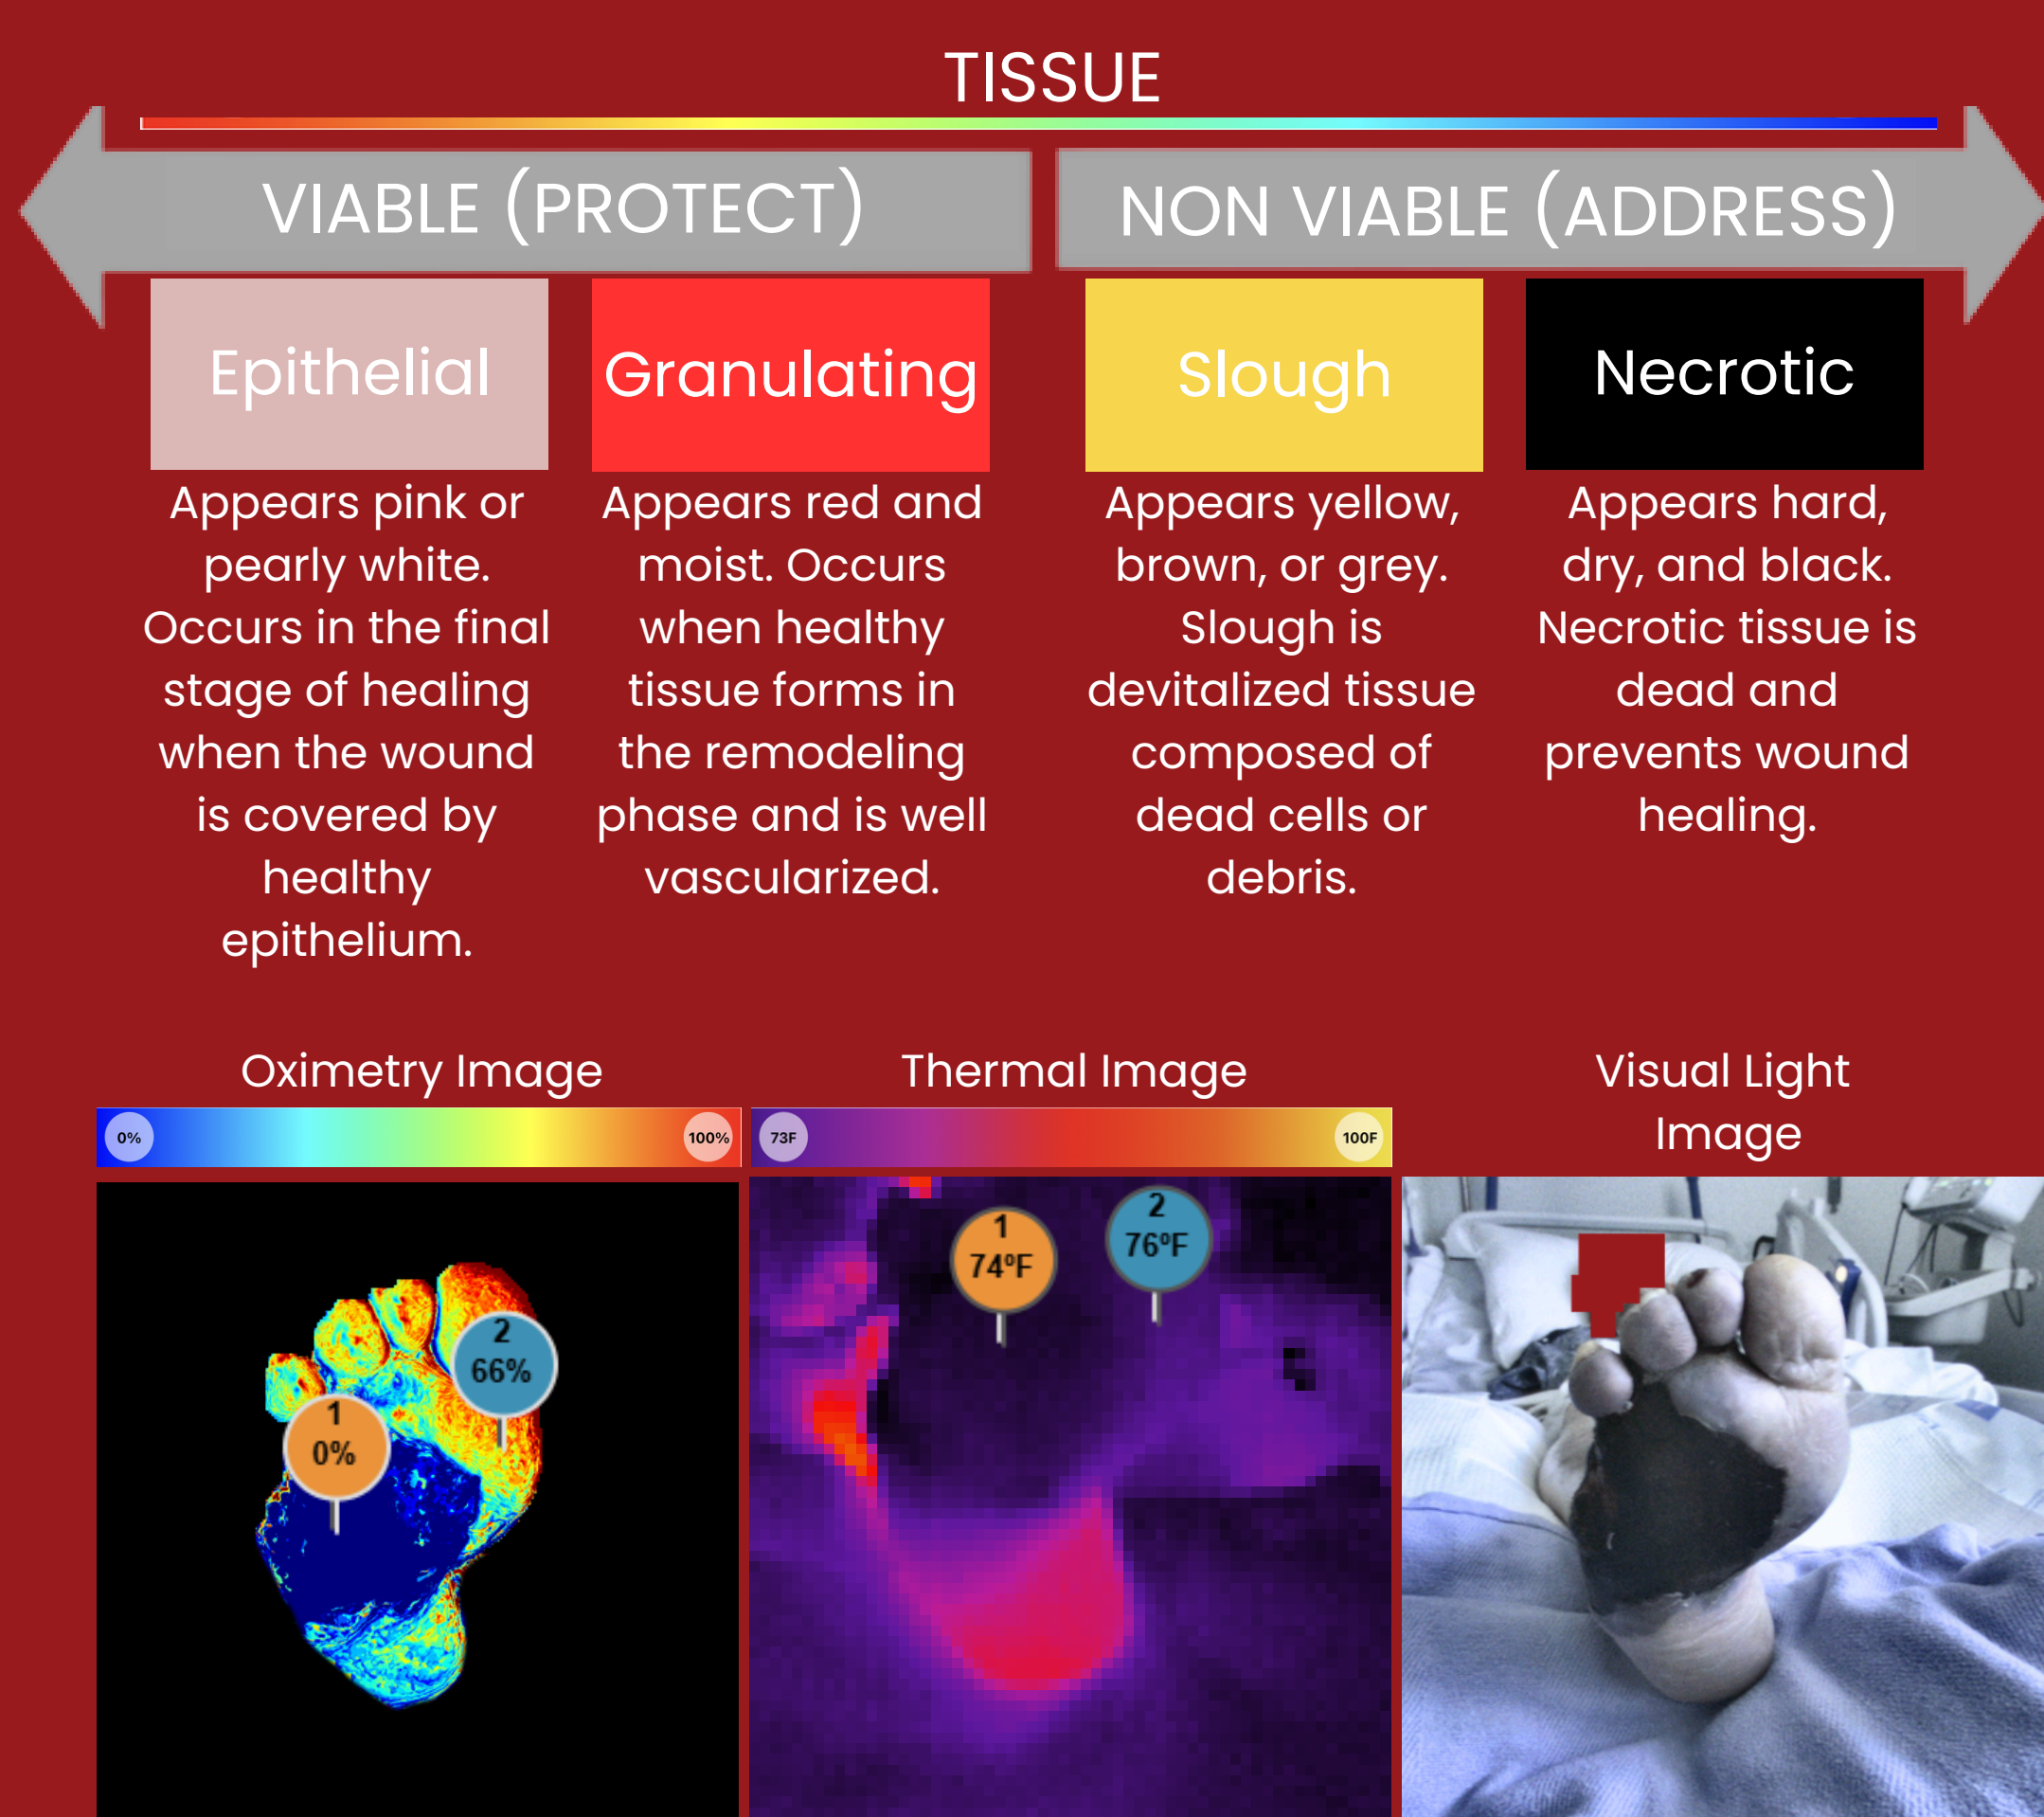 TISSUE
VIABLE (PROTECT)
NON VIABLE (ADDRESS)
Epithelial
Appears pink or
pearly white.
Occurs in the final
stage of healing
when the wound
is covered by
healthy
epithelium.
Granulating
Appears red and
moist. Occurs
when healthy
tissue forms in
the remodeling
phase and is well
vascularized.
Slough
Appears yellow,
brown, or grey.
Slough is
devitalized tissue
composed of
dead cells or
debris.
Necrotic
Appears hard,
dry, and black.
Necrotic tissue is
dead and
prevents wound
healing.
Oximetry Image
0%
100%
2
66%
1
0%
Thermal Image
73F
100F
1
74ºF
2
76ºF
Visual Light
Image